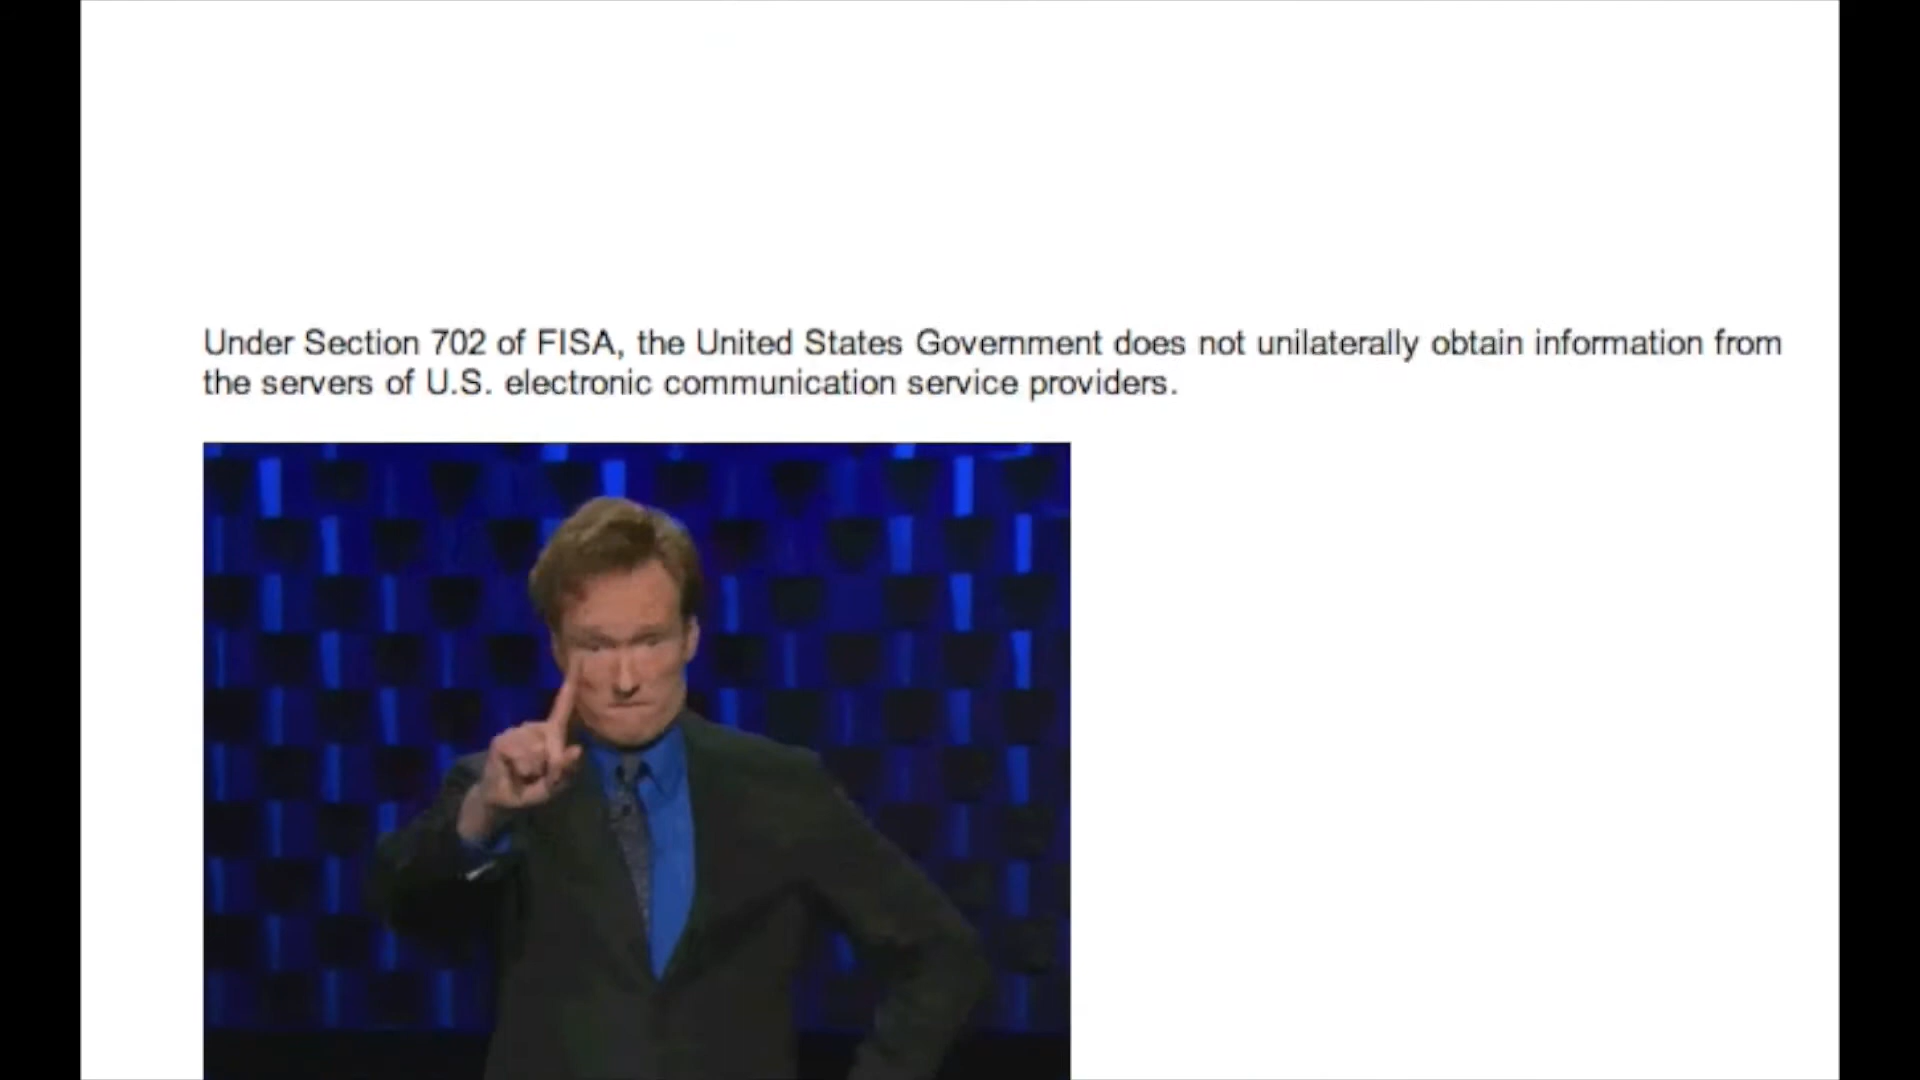 Under Section 702 of FISA, the United States Government does not unilaterally obtain information from
the servers of U.S. electronic communication service providers.